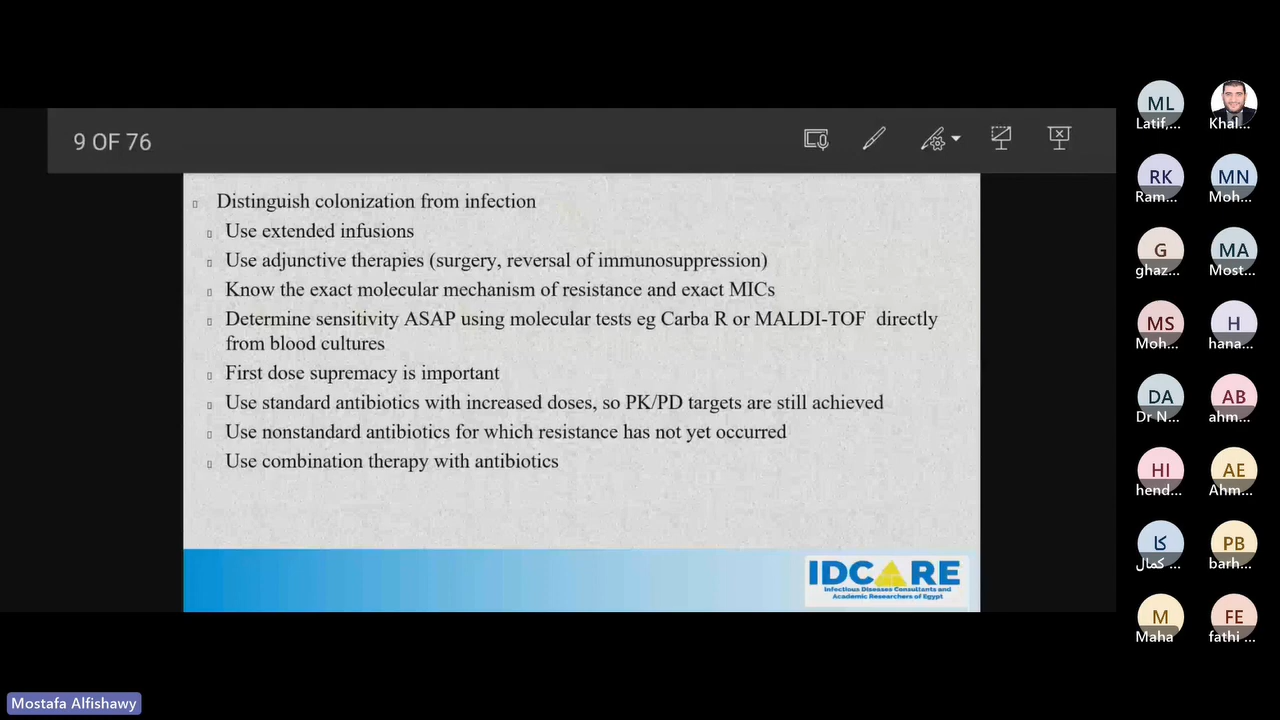 9 OF 76
Distinguish colonization from infection
Use extended infusions
Use adjunctive therapies (surgery, reversal of immunosuppression)
Know the exact molecular mechanism of resistance and exact MICs
Determine sensitivity ASAP using molecular tests eg Carba R or MALDI-TOF directly
from blood cultures
First dose supremacy is important
Use standard antibiotics with increased doses, so PK/PD targets are still achieved
Use nonstandard antibiotics for which resistance has not yet occurred
Use combination therapy with antibiotics
IDCARE
Infectious Diseases Consultants and
Academic Researchers of Egypt
ML
Latif,... Khal...
RK MN
Ram... Moh...
G MA
ghaz... Most...
MS H
Moh... hana...
DA AB
Dr N... ahm...
HI AE
hend... Ahm...
كا PB
كمال ... barh...
M FE
Maha fathi ...
Mostafa Alfishawy